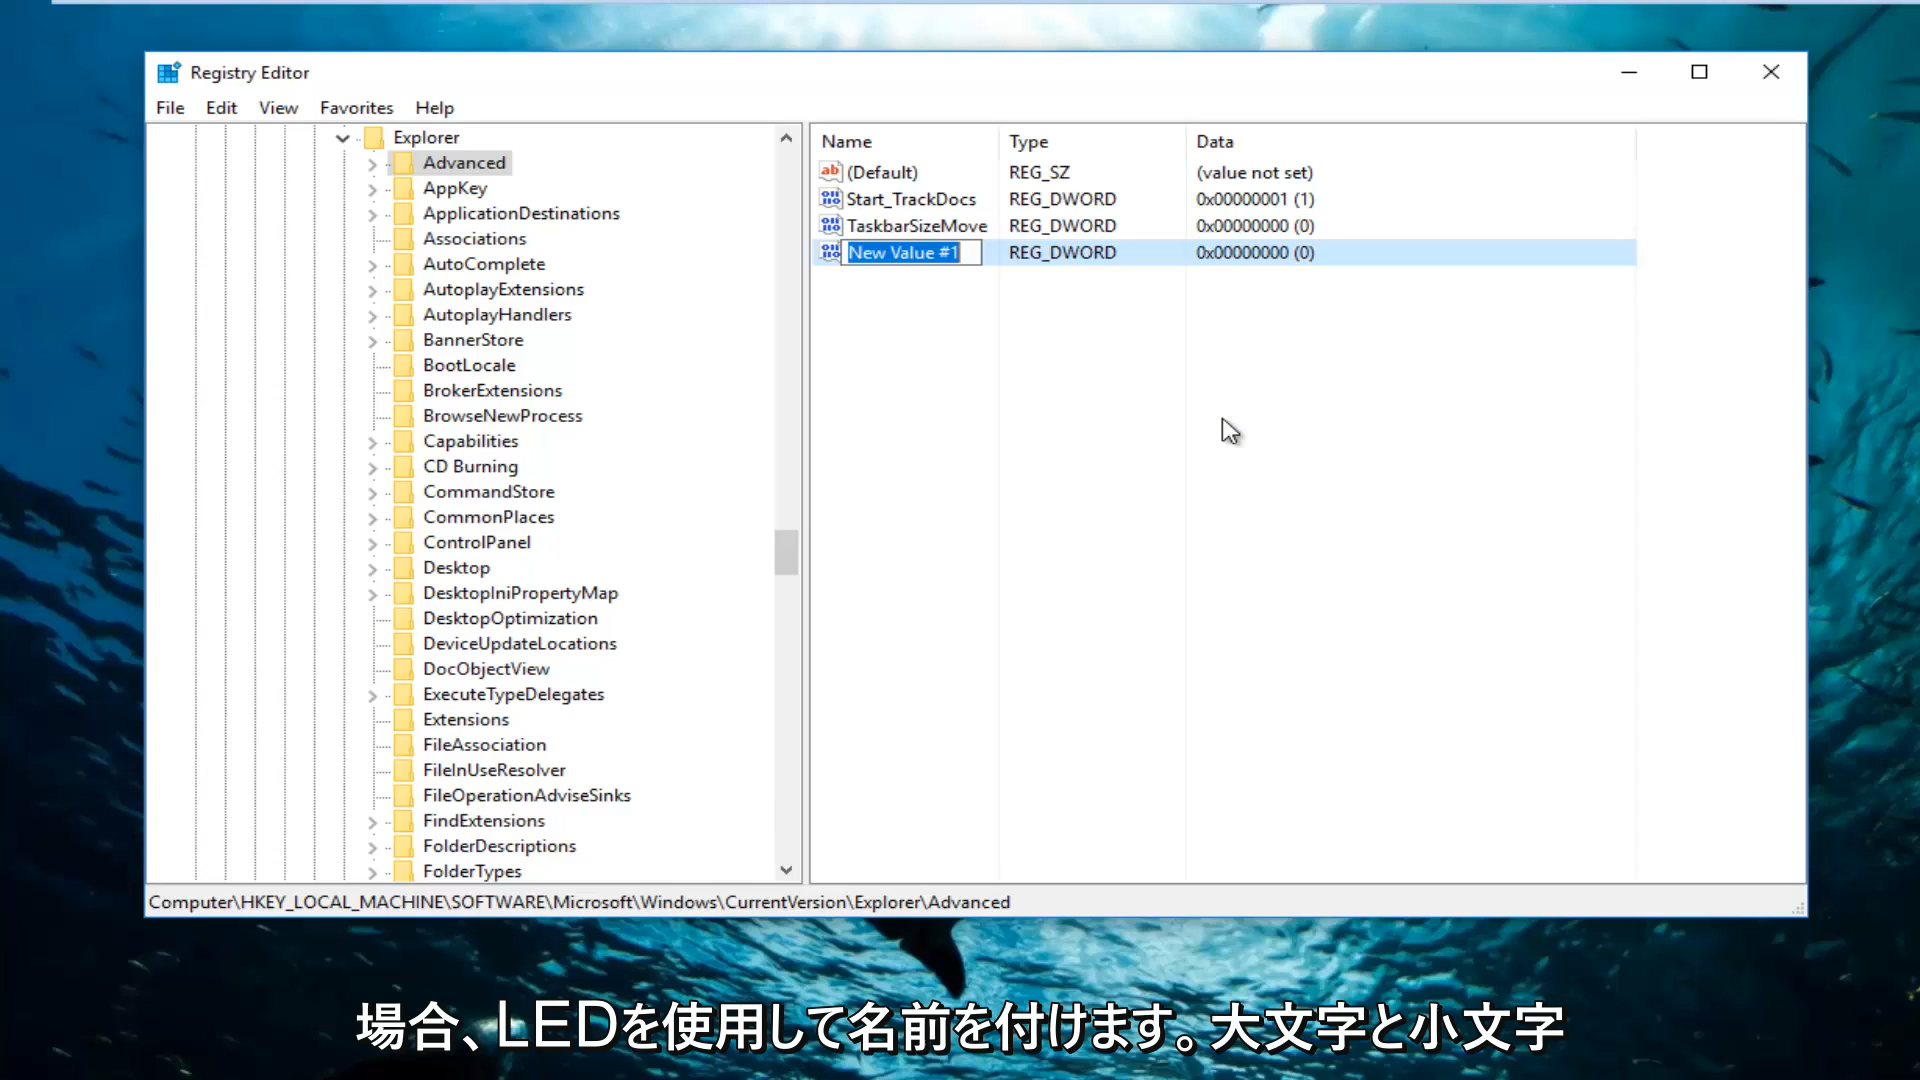 Registry Editor
File Edit View Favorites Help
Explorer
Advanced
AppKey
ApplicationDestinations
Associations
AutoComplete
AutoplayExtensions
AutoplayHandlers
BannerStore
BootLocale
BrokerExtensions
BrowseNewProcess
Capabilities
CD Burning
CommandStore
CommonPlaces
ControlPanel
Desktop
DesktopIniPropertyMap
DesktopOptimization
DeviceUpdateLocations
DocObjectView
ExecuteTypeDelegates
Extensions
FileAssociation
FileInUseResolver
FileOperationAdviseSinks
FindExtensions
FolderDescriptions
FolderTypes
Name Type Data
(Default) REG_SZ (value not set)
Start_TrackDocs REG_DWORD 0x00000001 (1)
TaskbarSizeMove REG_DWORD 0x00000000 (0)
New Value #1 REG_DWORD 0x00000000 (0)
Computer\HKEY_LOCAL_MACHINE\SOFTWARE\Microsoft\Windows\CurrentVersion\Explorer\Advanced
場合、LEDを使用して名前を付けます。大文字と小文字